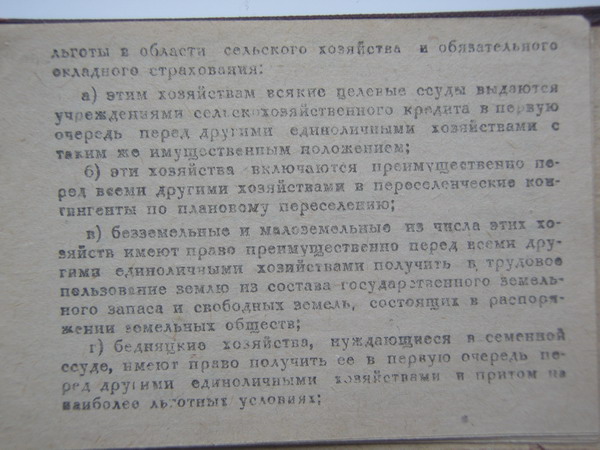 льготы в области сельского хозяйства и обязательного
окладного страхования:
а) этим хозяйствам всякие целевые ссуды выдаются
учреждениями сельскохозяйственного кредита в первую
очередь перед другими единоличными хозяйствами с
таким же имущественным положением;
б) эти хозяйства включаются преимущественно пе-
ред всеми другими хозяйствами в переселенческие кон-
тингенты по плановому переселению;
в) безземельные и малоземельные из числа этих хо-
зяйств имеют право преимущественно перед всеми дру-
гими единоличными хозяйствами получить в трудовое
пользование землю из состава государственного земель-
ного запаса и свободных земель, состоящих в распоря-
жении земельных обществ;
г) бедняцкие хозяйства, нуждающиеся в семенной
ссуде, имеют право получить ее в первую очередь пе-
ред другими единоличными хозяйствами и притом на
наиболее льготных условиях;